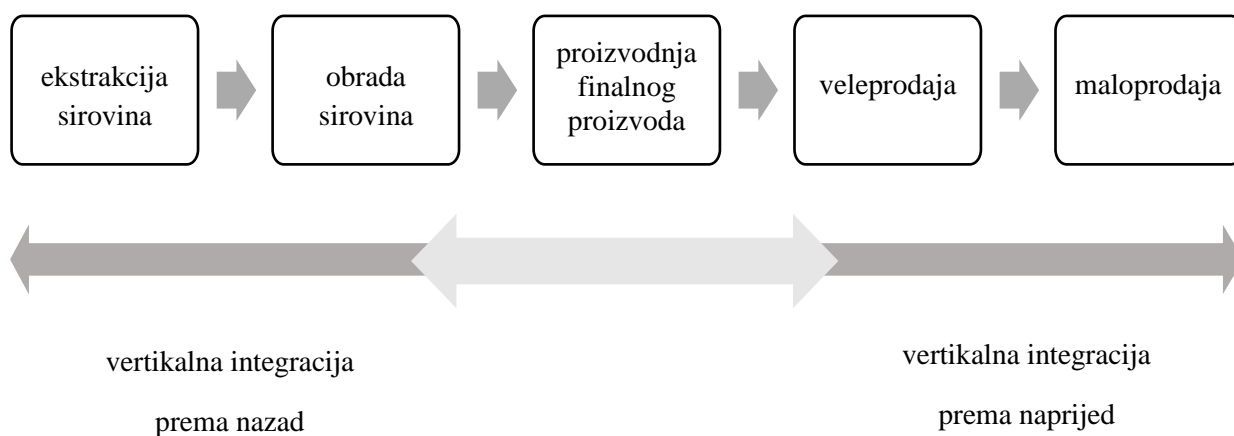 ekstrakcija
sirovina
obrada
sirovina
proizvodnja
finalnog
proizvoda
veleprodaja
maloprodaja
vertikalna integracija
prema nazad
vertikalna integracija
prema naprijed